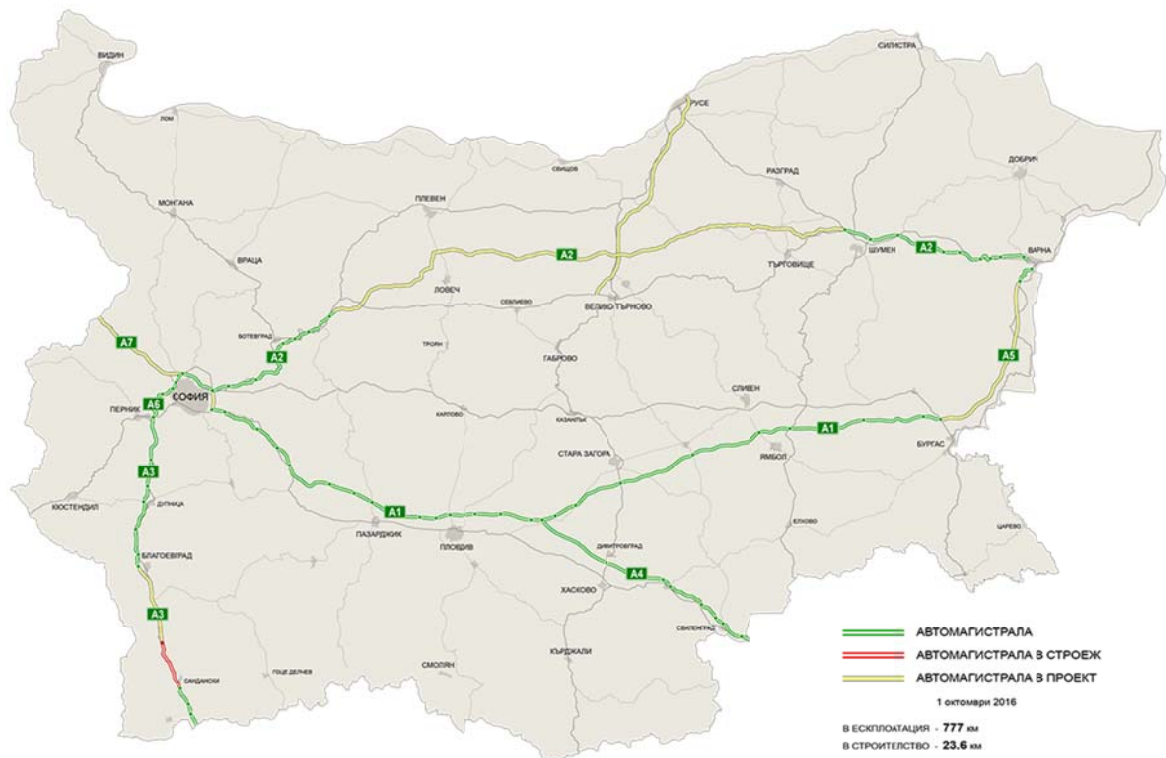 СИЛИСТРА
ВИДИН
РУСЕ
ЛОМ
СВИЩОВ
ДОБРИЧ
РАЗГРАД
МОНТАНА
ПЛЕВЕН
A2
ШУМЕН
A2
ВАРНА
ВРАЦА
ТЪРГОВИЩЕ
ЛОВЕЧ
ВЕЛИКО ТЪРНОВО
СЕВЛИЕВО
БОТЕВГРАД
A7
A2
ТРОЯН
ГАБРОВО
A5
СЛИВЕН
СОФИЯ
A6
ПЕРНИК
КАРЛОВО
КАЗАНЛЪК
A1
БУРГАС
СТАРА ЗАГОРА
ЯМБОЛ
A3
КЮСТЕНДИЛ
ДУПНИЦА
A1
ПАЗАРДЖИК
ПЛОВДИВ
ЕЛХОВО
ЦАРЕВО
ДИМИТРОВГРАД
БЛАГОЕВГРАД
A4
ХАСКОВО
A3
СВИЛЕНГРАД
КЪРДЖАЛИ
СМОЛЯН
ГОЦЕ ДЕЛЧЕВ
САНДАНСКИ
АВТОМАГИСТРАЛА
АВТОМАГИСТРАЛА В СТРОЕЖ
АВТОМАГИСТРАЛА В ПРОЕКТ
1 октомври 2016
В ЕСКПЛОАТАЦИЯ - 777 км
В СТРОИТЕЛСТВО - 23.6 км